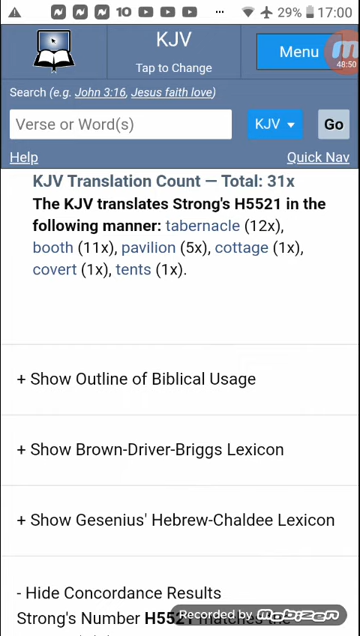 10 ... 29% 17:00
KJV
Tap to Change
Menu
48:50
Search (e.g. John 3:16, Jesus faith love)
Verse or Word(s) KJV Go
Help Quick Nav
KJV Translation Count — Total: 31x
The KJV translates Strong's H5521 in the
following manner: tabernacle (12x),
booth (11x), pavilion (5x), cottage (1x),
covert (1x), tents (1x).
+ Show Outline of Biblical Usage
+ Show Brown-Driver-Briggs Lexicon
+ Show Gesenius' Hebrew-Chaldee Lexicon
- Hide Concordance Results
Strong's Number H5521 matches the
Recorded by mobizen